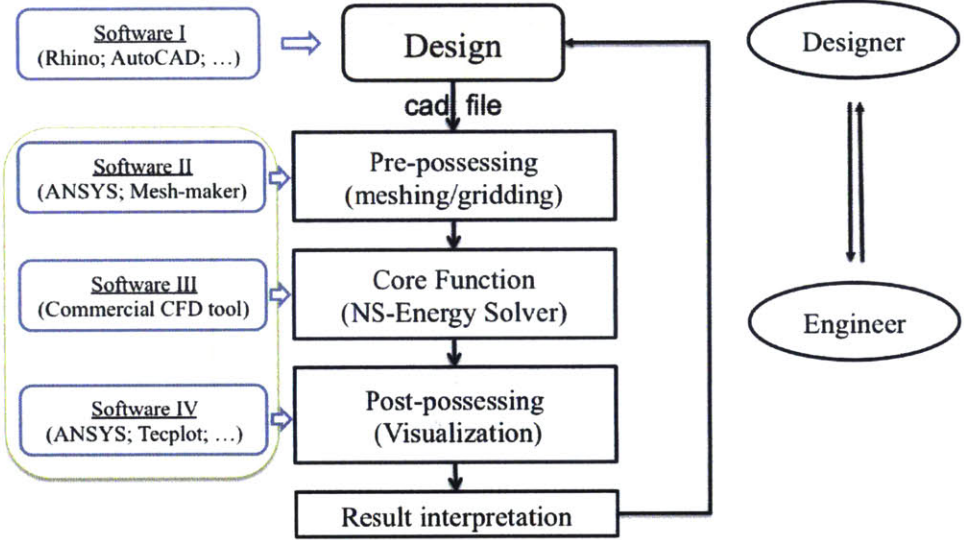 Software I
(Rhino; AutoCAD; …)
Design
Designer
cad file
Software II
(ANSYS; Mesh-maker)
Pre-possessing
(meshing/gridding)
Software III
(Commercial CFD tool)
Core Function
(NS-Energy Solver)
Engineer
Software IV
(ANSYS; Tecplot; …)
Post-possessing
(Visualization)
Result interpretation